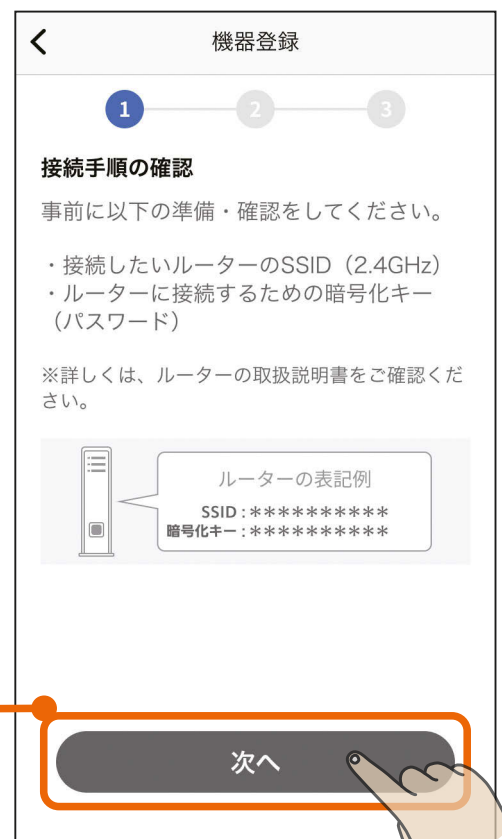 機器登録
1 2 3
接続手順の確認
事前に以下の準備・確認をしてください。
・接続したいルーターのSSID（2.4GHz）
・ルーターに接続するための暗号化キー
（パスワード）
※詳しくは、ルーターの取扱説明書をご確認くだ
さい。
ルーターの表記例
SSID：**********
暗号化キー：**********
次へ